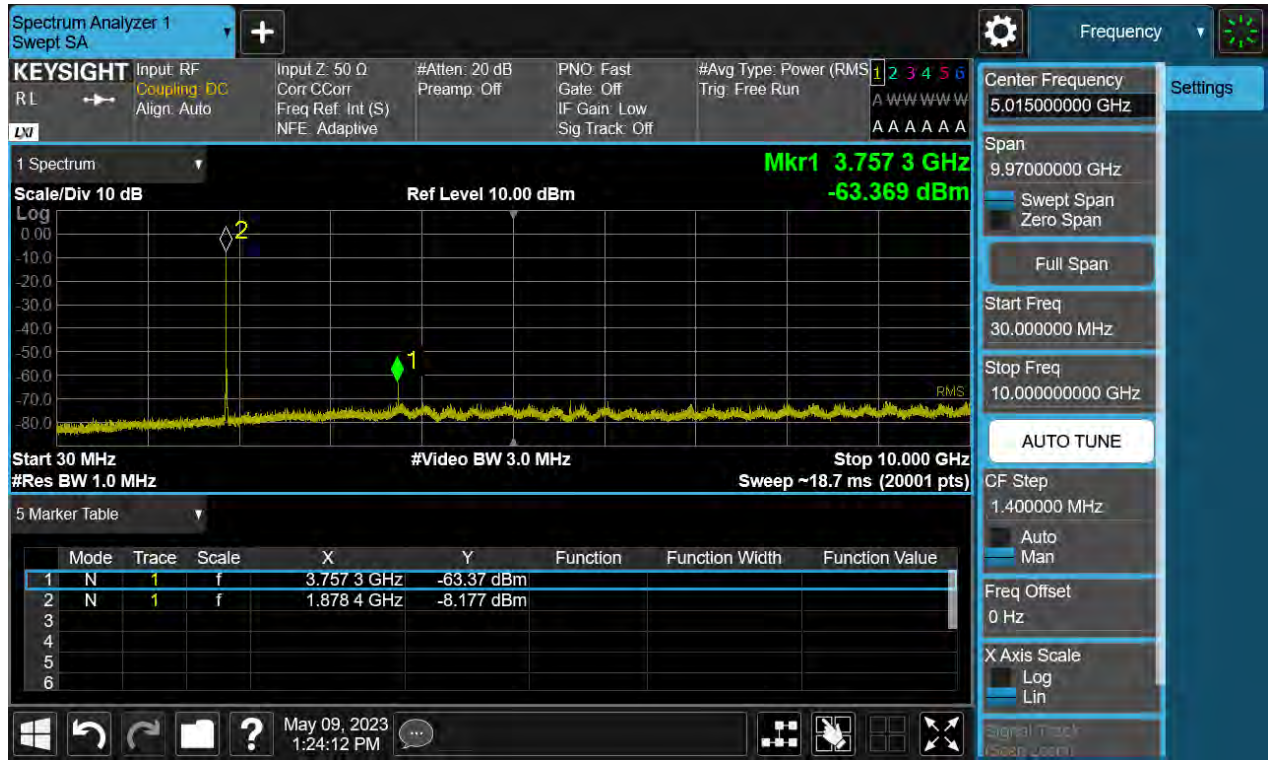 Spectrum Analyzer 1
Swept SA
+
Frequency
KEYSIGHT
RL
LXI
Input: RF
Coupling: DC
Align: Auto
Input Z: 50 Ω
Corr CCorr
Freq Ref: Int (S)
NFE: Adaptive
#Atten: 20 dB
Preamp: Off
PNO: Fast
Gate: Off
IF Gain: Low
Sig Track: Off
#Avg Type: Power (RMS
Trig: Free Run
1 2 3 4 5 6
A W W W W W
A A A A A A
1 Spectrum
Scale/Div 10 dB
Ref Level 10.00 dBm
Mkr1 3.757 3 GHz
-63.369 dBm
Log
0.00
-10.0
-20.0
-30.0
-40.0
-50.0
-60.0
-70.0
-80.0
2
1
RMS
Start 30 MHz
#Video BW 3.0 MHz
Stop 10.000 GHz
#Res BW 1.0 MHz
Sweep ~18.7 ms (20001 pts)
5 Marker Table
Mode Trace Scale X Y Function Function Width Function Value
1 N 1 f 3.757 3 GHz -63.37 dBm
2 N 1 f 1.878 4 GHz -8.177 dBm
3
4
5
6
?
May 09, 2023
1:24:12 PM
Center Frequency
5.015000000 GHz
Settings
Span
9.97000000 GHz
Swept Span
Zero Span
Full Span
Start Freq
30.000000 MHz
Stop Freq
10.000000000 GHz
AUTO TUNE
CF Step
1.400000 MHz
Auto
Man
Freq Offset
0 Hz
X Axis Scale
Log
Lin
Signal Track
(Span Zoom)